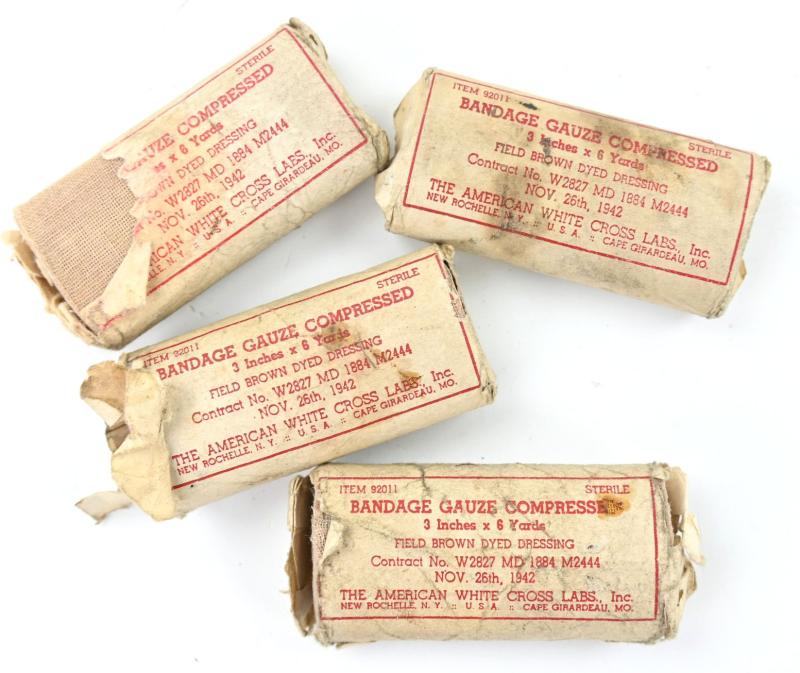 STERILE
GAUZE COMPRESSED
Inches x 6 Yards
BROWN DYED DRESSING
No. W2827 MD 1884 M2444
NOV. 26th, 1942
CROSS LABS., Inc.
N. Y. :: U. S. A. :: CAPE GIRARDEAU, MO.
ITEM 92011 STERILE
BANDAGE GAUZE COMPRESSED
3 Inches x 6 Yards
FIELD BROWN DYED DRESSING
Contract No. W2827 MD 1884 M2444
NOV. 26th, 1942
THE AMERICAN WHITE CROSS LABS., Inc.
NEW ROCHELLE, N. Y. :: U. S. A. :: CAPE GIRARDEAU, MO.
ITEM 92011 STERILE
BANDAGE GAUZE COMPRESSED
3 Inches x 6 Yards
FIELD BROWN DYED DRESSING
Contract No. W2827 MD 1884 M2444
NOV. 26th, 1942
THE AMERICAN WHITE CROSS LABS., Inc.
NEW ROCHELLE, N. Y. :: U. S. A. :: CAPE GIRARDEAU, MO.
ITEM 92011 STERILE
BANDAGE GAUZE COMPRESSED
3 Inches x 6 Yards
FIELD BROWN DYED DRESSING
Contract No. W2827 MD 1884 M2444
NOV. 26th, 1942
THE AMERICAN WHITE CROSS LABS., Inc.
NEW ROCHELLE, N. Y. :: U. S. A. :: CAPE GIRARDEAU, MO.